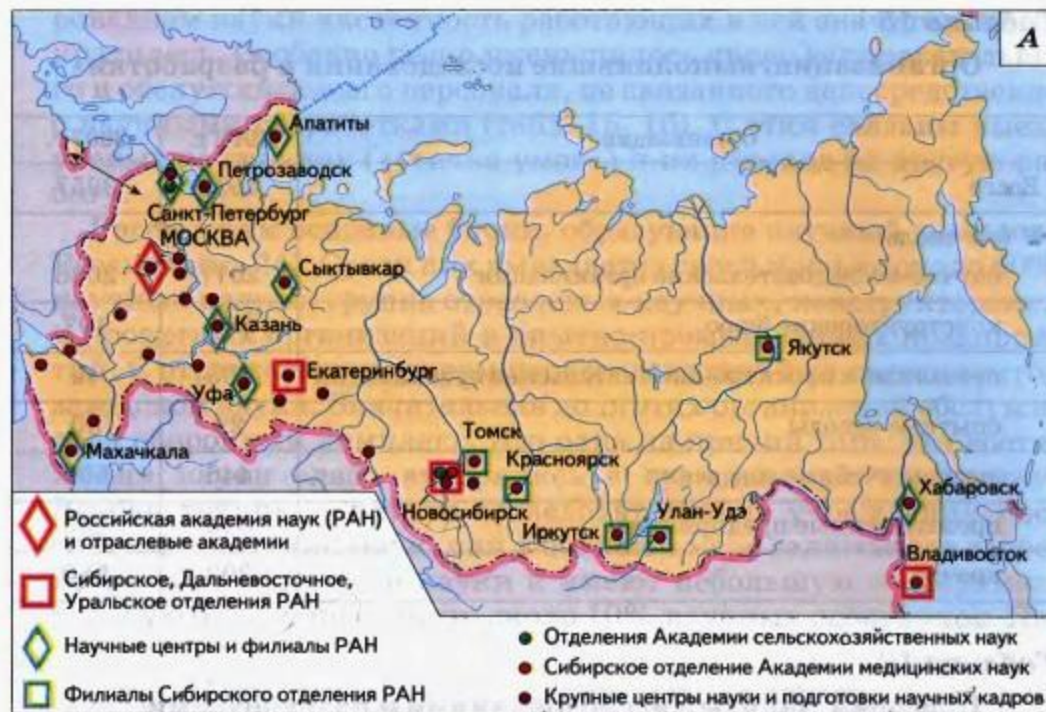 А
Апатиты
Петрозаводск
Санкт-Петербург
МОСКВА
Сыктывкар
Казань
Якутск
Екатеринбург
Уфа
Томск
Махачкала
Красноярск
Хабаровск
Новосибирск
Улан-Удэ
Иркутск
Владивосток
Российская академия наук (РАН)
и отраслевые академии
Сибирское, Дальневосточное,
Уральское отделения РАН
Научные центры и филиалы РАН
Филиалы Сибирского отделения РАН
Отделения Академии сельскохозяйственных наук
Сибирское отделение Академии медицинских наук
Крупные центры науки и подготовки научных кадров